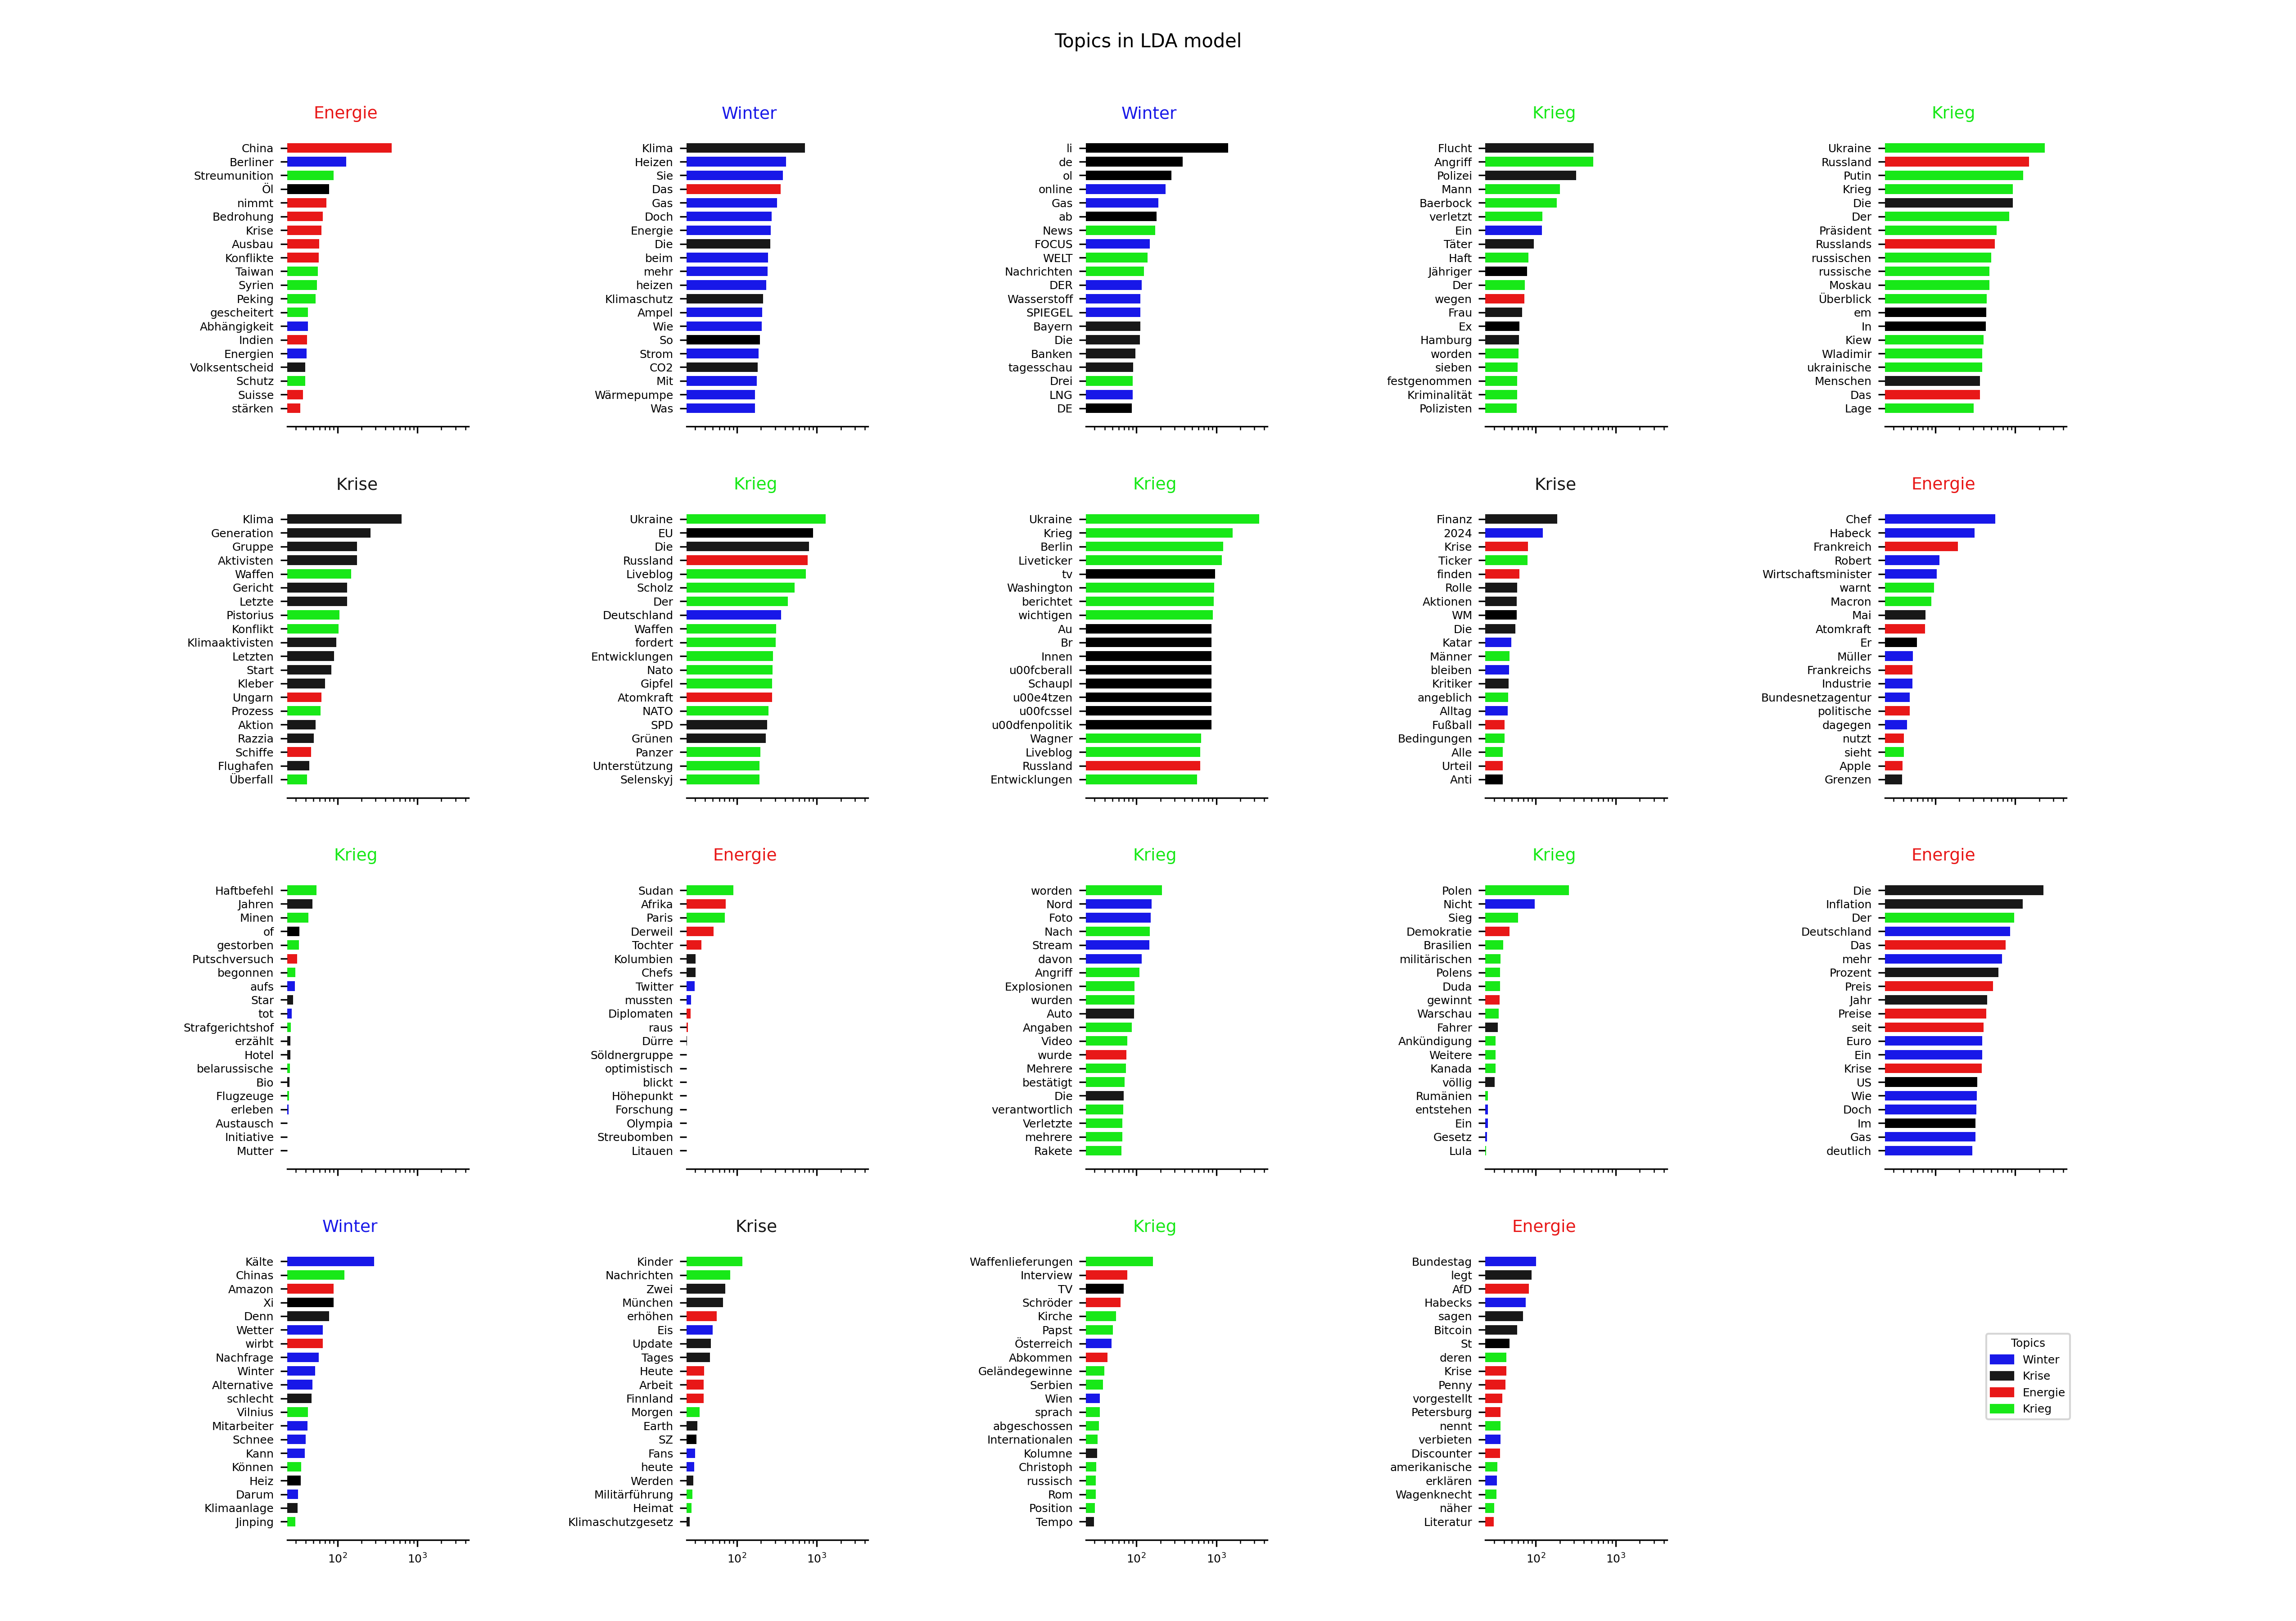 Topics in LDA model
Energie
China
Berliner
Streumunition
Öl
nimmt
Bedrohung
Krise
Ausbau
Konflikte
Taiwan
Syrien
Peking
gescheitert
Abhängigkeit
Indien
Energien
Volksentscheid
Schutz
Suisse
stärken
Winter
Klima
Heizen
Sie
Das
Gas
Doch
Energie
Die
beim
mehr
heizen
Klimaschutz
Ampel
Wie
So
Strom
CO2
Mit
Wärmepumpe
Was
Winter
li
de
ol
online
Gas
ab
News
FOCUS
WELT
Nachrichten
DER
Wasserstoff
SPIEGEL
Bayern
Die
Banken
tagesschau
Drei
LNG
DE
Krieg
Flucht
Angriff
Polizei
Mann
Baerbock
verletzt
Ein
Täter
Haft
Jähriger
Der
wegen
Frau
Ex
Hamburg
worden
sieben
festgenommen
Kriminalität
Polizisten
Krieg
Ukraine
Russland
Putin
Krieg
Die
Der
Präsident
Russlands
russischen
russische
Moskau
Überblick
em
In
Kiew
Wladimir
ukrainische
Menschen
Das
Lage
Krise
Klima
Generation
Gruppe
Aktivisten
Waffen
Gericht
Letzte
Pistorius
Konflikt
Klimaaktivisten
Letzten
Start
Kleber
Ungarn
Prozess
Aktion
Razzia
Schiffe
Flughafen
Überfall
Krieg
Ukraine
EU
Die
Russland
Liveblog
Scholz
Der
Deutschland
Waffen
fordert
Entwicklungen
Nato
Gipfel
Atomkraft
NATO
SPD
Grünen
Panzer
Unterstützung
Selenskyj
Krieg
Ukraine
Krieg
Berlin
Liveticker
tv
Washington
berichtet
wichtigen
Au
Br
Innen
u00fcberall
Schaupl
u00e4tzen
u00fcssel
u00dfenpolitik
Wagner
Liveblog
Russland
Entwicklungen
Krise
Finanz
2024
Krise
Ticker
finden
Rolle
Aktionen
WM
Die
Katar
Männer
bleiben
Kritiker
angeblich
Alltag
Fußball
Bedingungen
Alle
Urteil
Anti
Energie
Chef
Habeck
Frankreich
Robert
Wirtschaftsminister
warnt
Macron
Mai
Atomkraft
Er
Müller
Frankreichs
Industrie
Bundesnetzagentur
politische
dagegen
nutzt
sieht
Apple
Grenzen
Krieg
Haftbefehl
Jahren
Minen
of
gestorben
Putschversuch
begonnen
aufs
Star
tot
Strafgerichtshof
erzählt
Hotel
belarussische
Bio
Flugzeuge
erleben
Austausch
Initiative
Mutter
Energie
Sudan
Afrika
Paris
Derweil
Tochter
Kolumbien
Chefs
Twitter
mussten
Diplomaten
raus
Dürre
Söldnergruppe
optimistisch
blickt
Höhepunkt
Forschung
Olympia
Streubomben
Litauen
Krieg
worden
Nord
Foto
Nach
Stream
davon
Angriff
Explosionen
wurden
Auto
Angaben
Video
wurde
Mehrere
bestätigt
Die
verantwortlich
Verletzte
mehrere
Rakete
Krieg
Polen
Nicht
Sieg
Demokratie
Brasilien
militärischen
Polens
Duda
gewinnt
Warschau
Fahrer
Ankündigung
Weitere
Kanada
völlig
Rumänien
entstehen
Ein
Gesetz
Lula
Energie
Die
Inflation
Der
Deutschland
Das
mehr
Prozent
Preis
Jahr
Preise
seit
Euro
Ein
Krise
US
Wie
Doch
Im
Gas
deutlich
Winter
Kälte
Chinas
Amazon
Xi
Denn
Wetter
wirbt
Nachfrage
Winter
Alternative
schlecht
Vilnius
Mitarbeiter
Schnee
Kann
Können
Heiz
Darum
Klimaanlage
Jinping
10² 10³
Krise
Kinder
Nachrichten
Zwei
München
erhöhen
Eis
Update
Tages
Heute
Arbeit
Finnland
Morgen
Earth
SZ
Fans
heute
Werden
Militärführung
Heimat
Klimaschutzgesetz
10² 10³
Krieg
Waffenlieferungen
Interview
TV
Schröder
Kirche
Papst
Österreich
Abkommen
Geländegewinne
Serbien
Wien
sprach
abgeschossen
Internationalen
Kolumne
Christoph
russisch
Rom
Position
Tempo
10² 10³
Energie
Bundestag
legt
AfD
Habecks
sagen
Bitcoin
St
deren
Krise
Penny
vorgestellt
Petersburg
nennt
verbieten
Discounter
amerikanische
erklären
Wagenknecht
näher
Literatur
10² 10³
Topics
Winter
Krise
Energie
Krieg